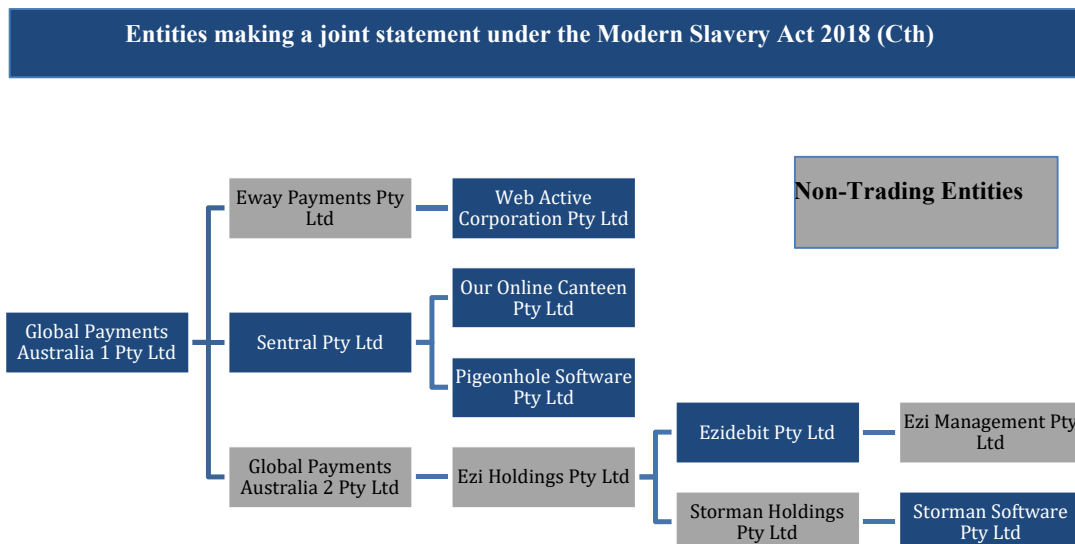 Entities making a joint statement under the Modern Slavery Act 2018 (Cth)
Non-Trading Entities
Eway Payments Pty
Ltd
Web Active
Corporation Pty Ltd
Our Online Canteen
Pty Ltd
Global Payments
Australia 1 Pty Ltd
Sentral Pty Ltd
Pigeonhole Software
Pty Ltd
Ezidebit Pty Ltd
Ezi Management Pty
Ltd
Global Payments
Australia 2 Pty Ltd
Ezi Holdings Pty Ltd
Storman Holdings
Pty Ltd
Storman Software
Pty Ltd